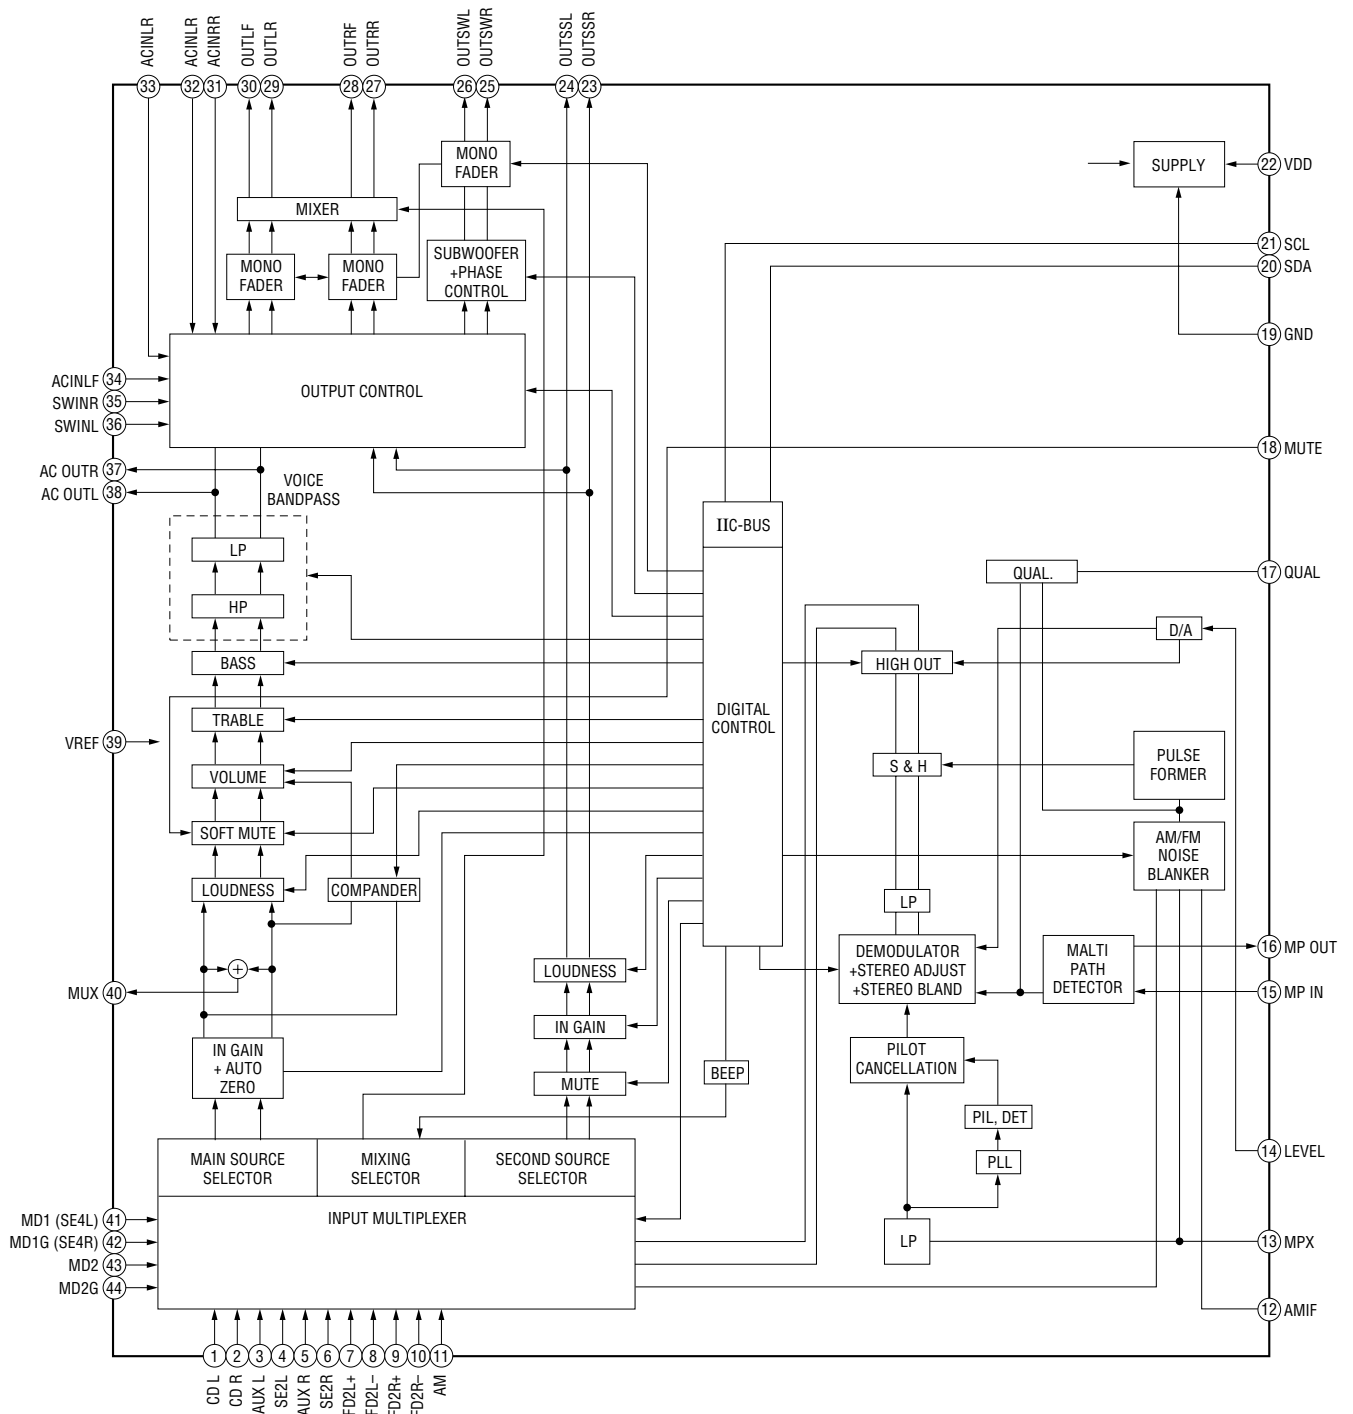 ACINLR
ACINLR
ACINRR
OUTLF
OUTLR
OUTRF
OUTRR
OUTSWL
OUTSWR
OUTSSL
OUTSSR
33
32
31
30
29
28
27
26
25
24
23
MONO
FADER
SUPPLY
22 VDD
MIXER
21 SCL
20 SDA
MONO
FADER
MONO
FADER
SUBWOOFER
+PHASE
CONTROL
19 GND
ACINLF 34
SWINR 35
SWINL 36
OUTPUT CONTROL
18 MUTE
AC OUTR 37
AC OUTL 38
VOICE
BANDPASS
IIC-BUS
LP
HP
QUAL.
17 QUAL
D/A
BASS
HIGH OUT
TRABLE
DIGITAL
CONTROL
VREF 39
VOLUME
S & H
PULSE
FORMER
SOFT MUTE
AM/FM
NOISE
BLANKER
LOUDNESS
COMPANDER
LP
DEMODULATOR
+STEREO ADJUST
+STEREO BLAND
MALTI
PATH
DETECTOR
16 MP OUT
15 MP IN
+
LOUDNESS
MUX 40
IN GAIN
IN GAIN
+ AUTO
ZERO
PILOT
CANCELLATION
BEEP
MUTE
PIL, DET
PLL
14 LEVEL
MAIN SOURCE
SELECTOR
MIXING
SELECTOR
SECOND SOURCE
SELECTOR
INPUT MULTIPLEXER
MD1 (SE4L) 41
MD1G (SE4R) 42
MD2 43
MD2G 44
LP
13 MPX
12 AMIF
1
2
3
4
5
6
7
8
9
10
11
CD L
CD R
AUX L
SE2L
AUX R
SE2R
FD2L+
FD2L–
FD2R+
FD2R–
AM